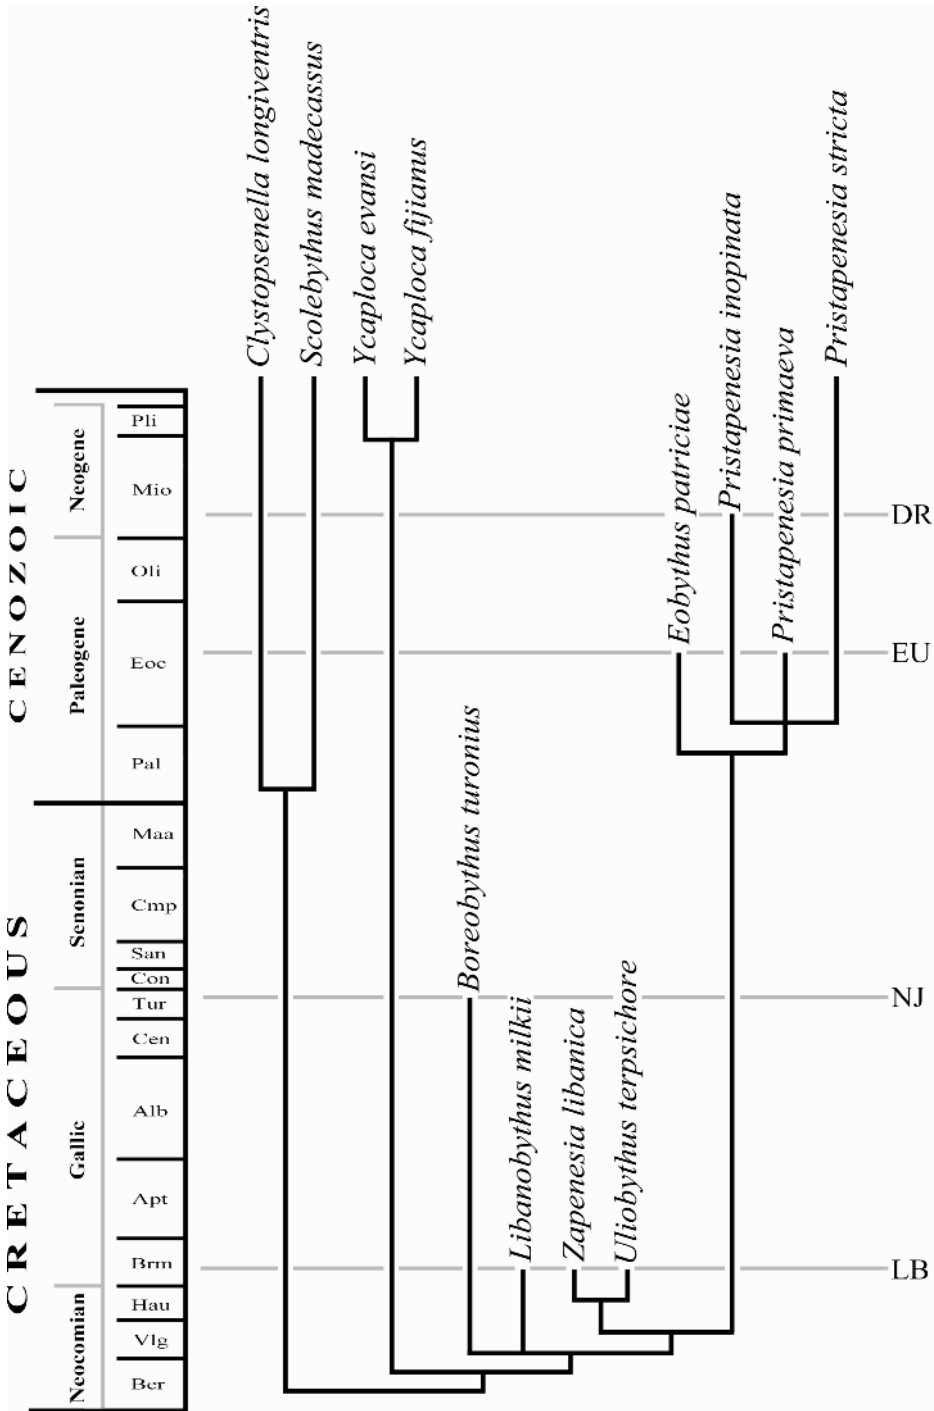 Clystopsenella longiventris
Scolebythus madecassus
Ycaploca evansi
Ycaploca fijianus
Pristapenesia stricta
Pristapenesia inopinata
Pristapenesia primaeva
Eobythus patriciae
Boreobythus turonius
Libanobythus milkii
Zapenesia libanica
Uliobythus terpsichore
CENOZOIC
Neogene
Paleogene
Pli
Mio
Oli
Eoc
Pal
CRETACEOUS
Senonian
Gallic
Neocomian
Maa
Cmp
San
Con
Tur
Cen
Alb
Apt
Brm
Hau
Vlg
Ber
DR
EU
NJ
LB